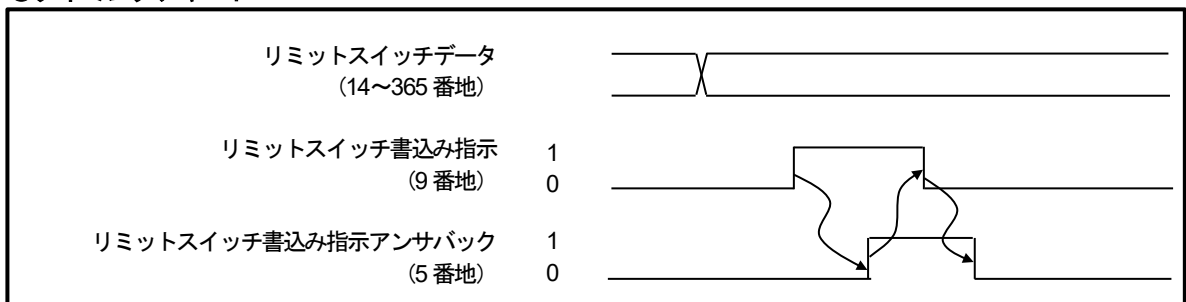 リミットスイッチデータ
（14～365 番地）
リミットスイッチ書込み指示 1
（9 番地） 0
リミットスイッチ書込み指示アンサバック 1
（5 番地） 0